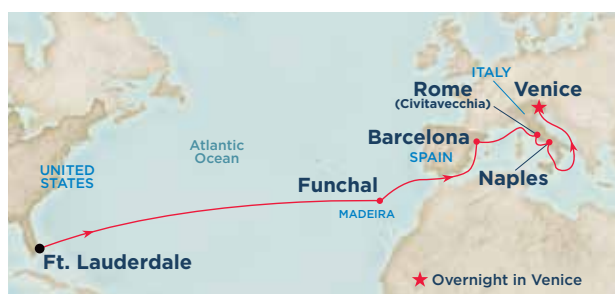 ITALY
Rome
(Civitavecchia)
Venice
Barcelona
SPAIN
Naples
Atlantic
Ocean
UNITED
STATES
Funchal
MADEIRA
Ft. Lauderdale
Overnight in Venice